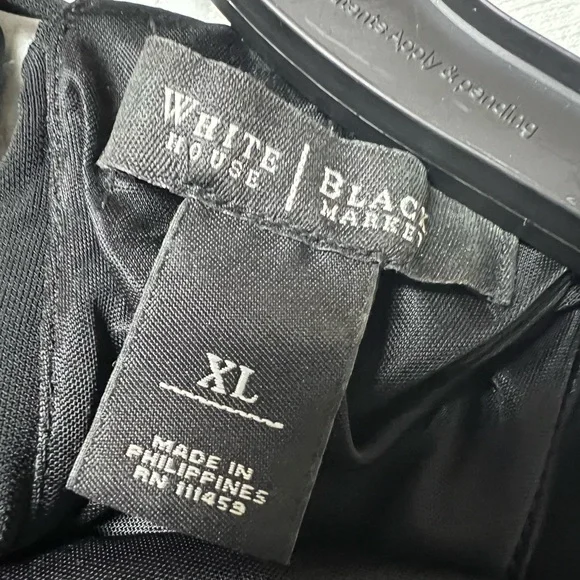 WHITE
HOUSE
BLACK
MARKET
XL
MADE IN
PHILIPPINES
RN 111459
Apply & pending